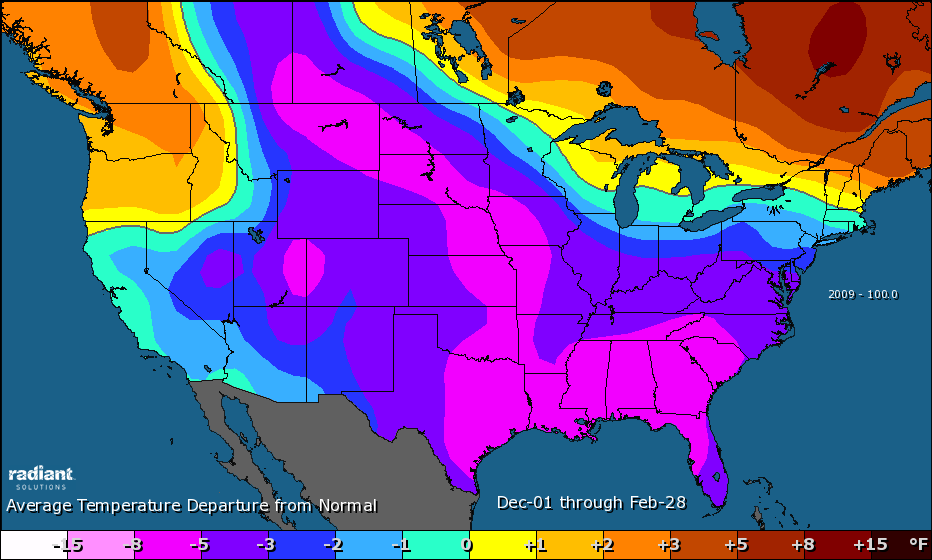 2009 - 100.0
radiant
SOLUTIONS
Average Temperature Departure from Normal
Dec-01 through Feb-28
-15 -8 -5 -3 -2 -1 0 +1 +2 +3 +5 +8 +15 °F